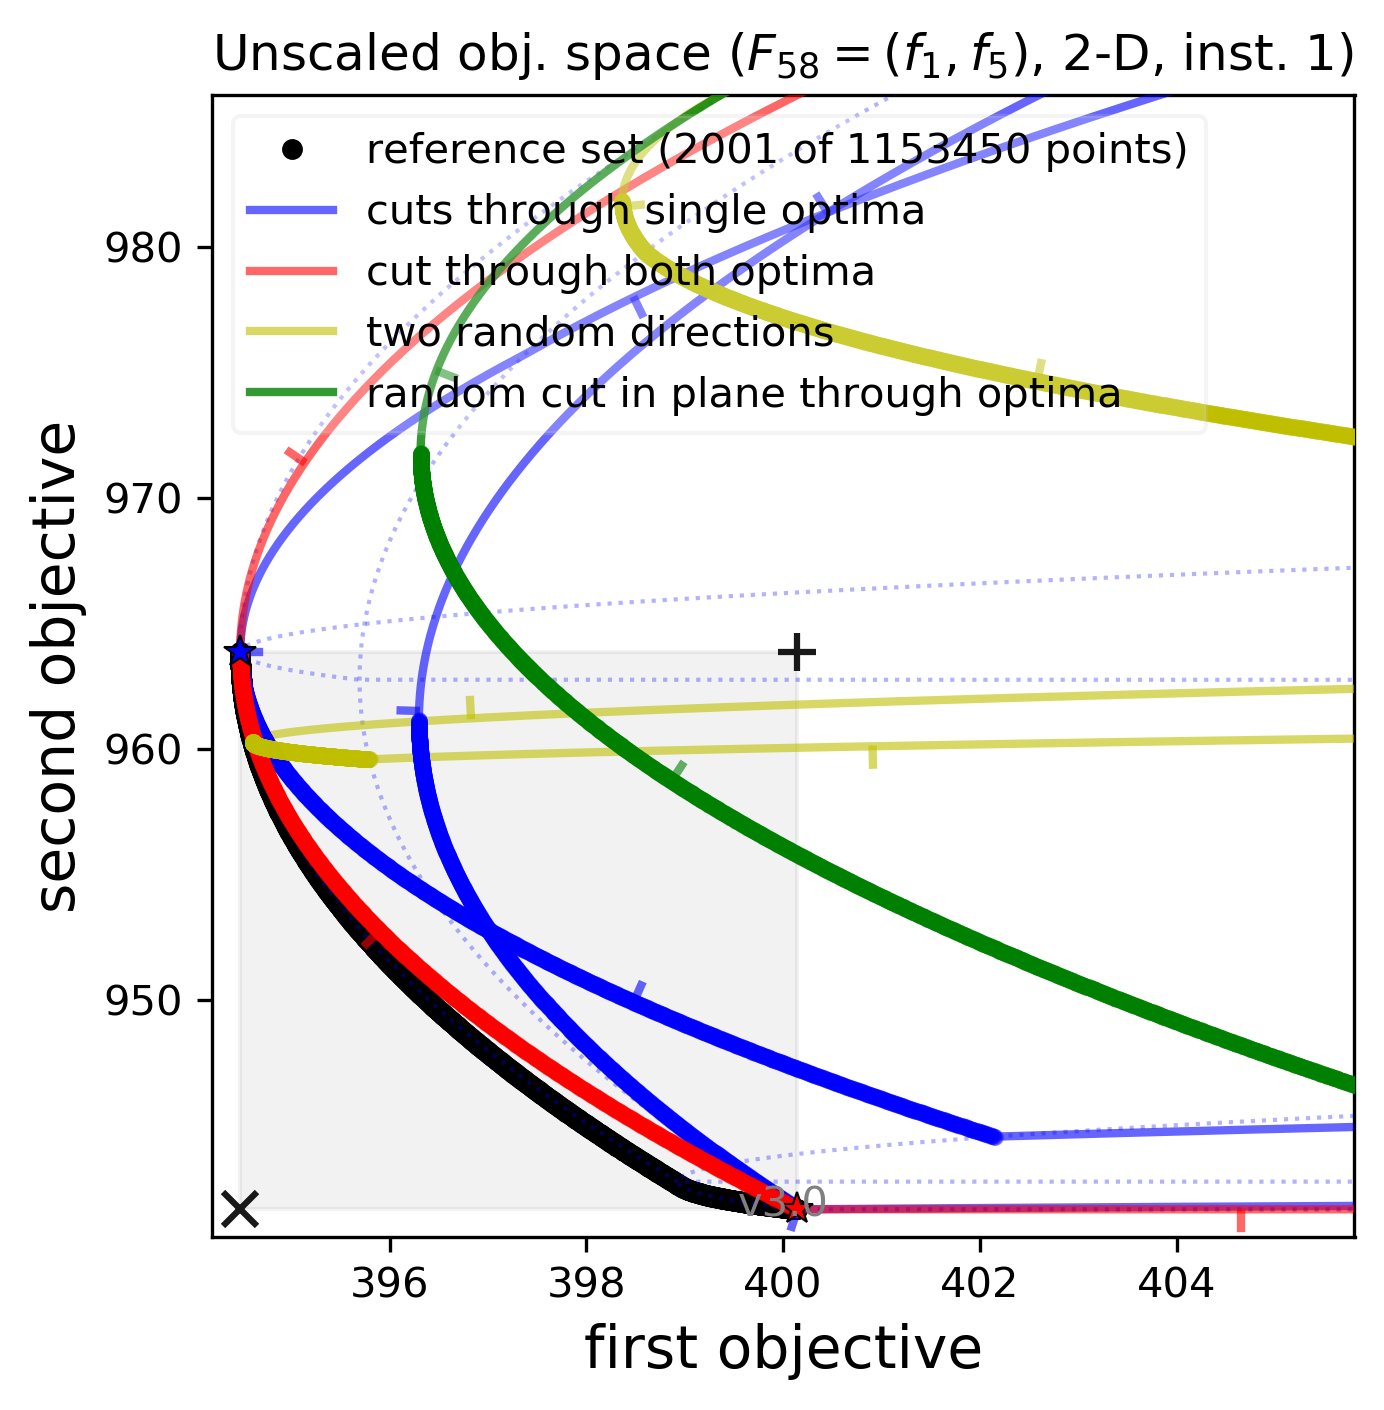 Unscaled obj. space (F₅₈ = (f₁, f₅), 2-D, inst. 1)
reference set (2001 of 1153450 points)
cuts through single optima
cut through both optima
two random directions
random cut in plane through optima
980
970
960
950
second objective
v3.0
396 398 400 402 404
first objective